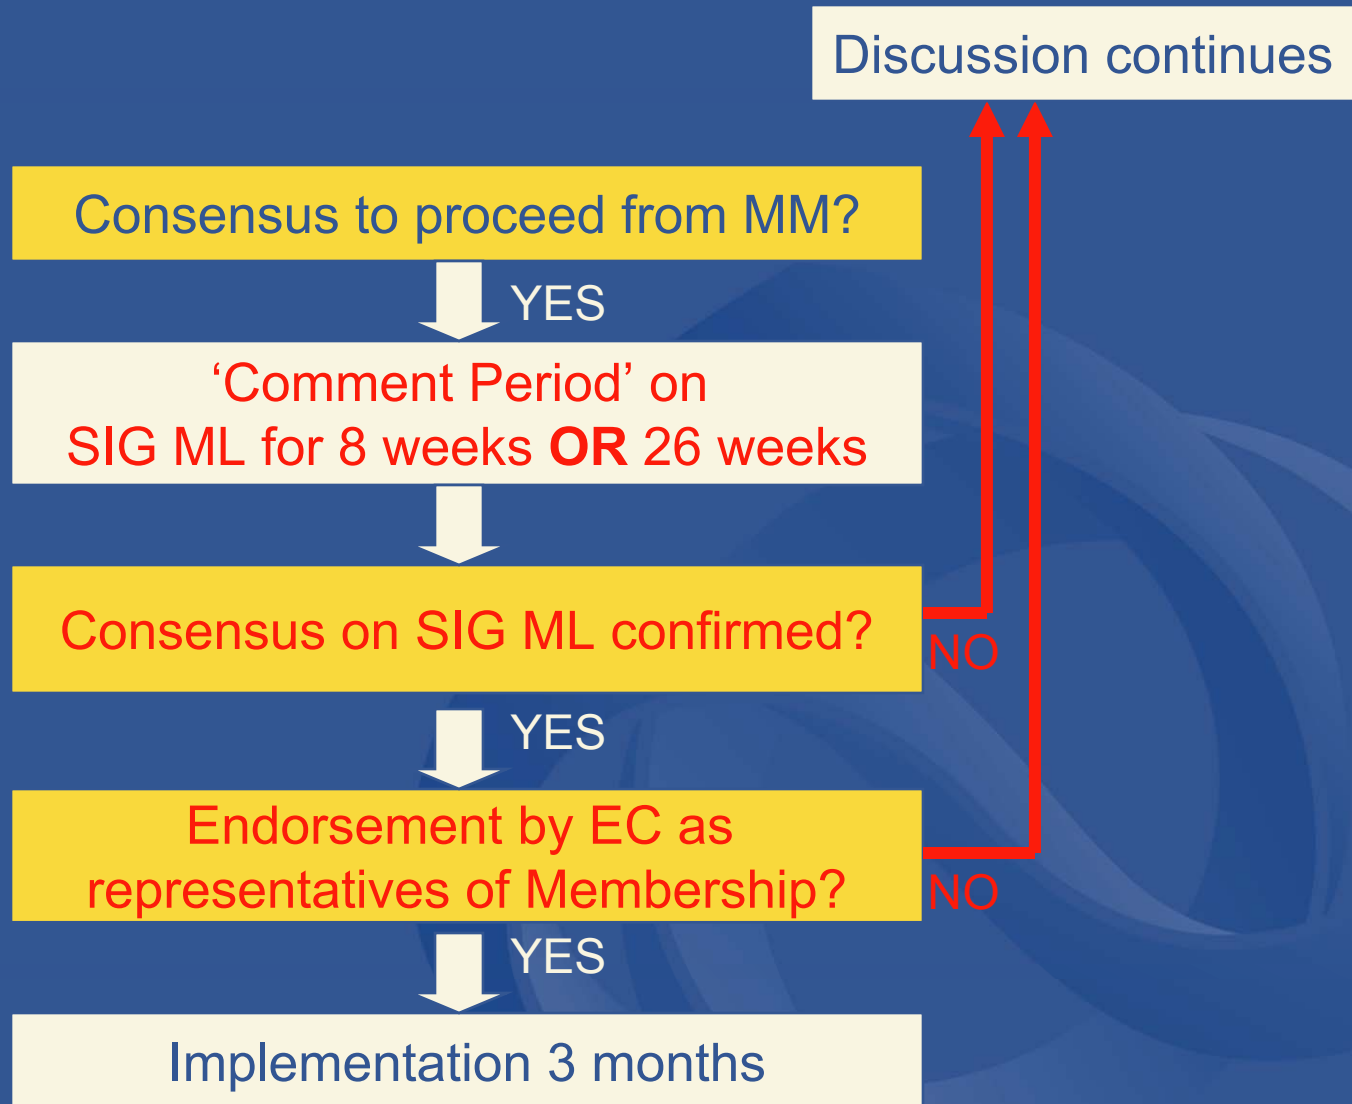 Discussion continues
Consensus to proceed from MM?
YES
‘Comment Period’ on
SIG ML for 8 weeks OR 26 weeks
Consensus on SIG ML confirmed?
NO
YES
Endorsement by EC as
representatives of Membership?
NO
YES
Implementation 3 months